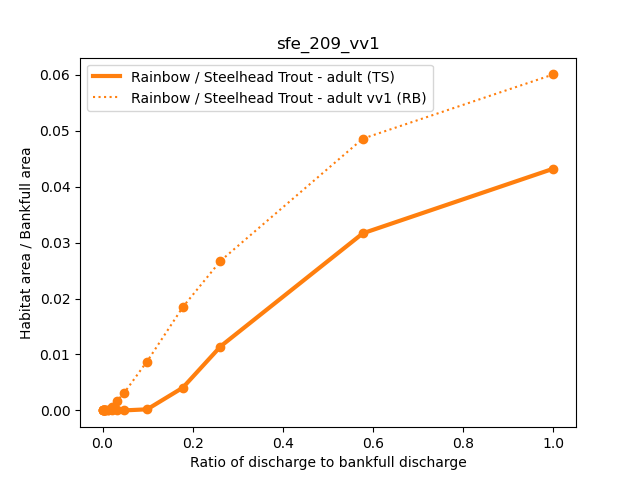 sfe_209_vv1
Rainbow / Steelhead Trout - adult (TS)
Rainbow / Steelhead Trout - adult vv1 (RB)
0.06
0.05
0.04
0.03
0.02
0.01
0.00
Habitat area / Bankfull area
0.0 0.2 0.4 0.6 0.8 1.0
Ratio of discharge to bankfull discharge